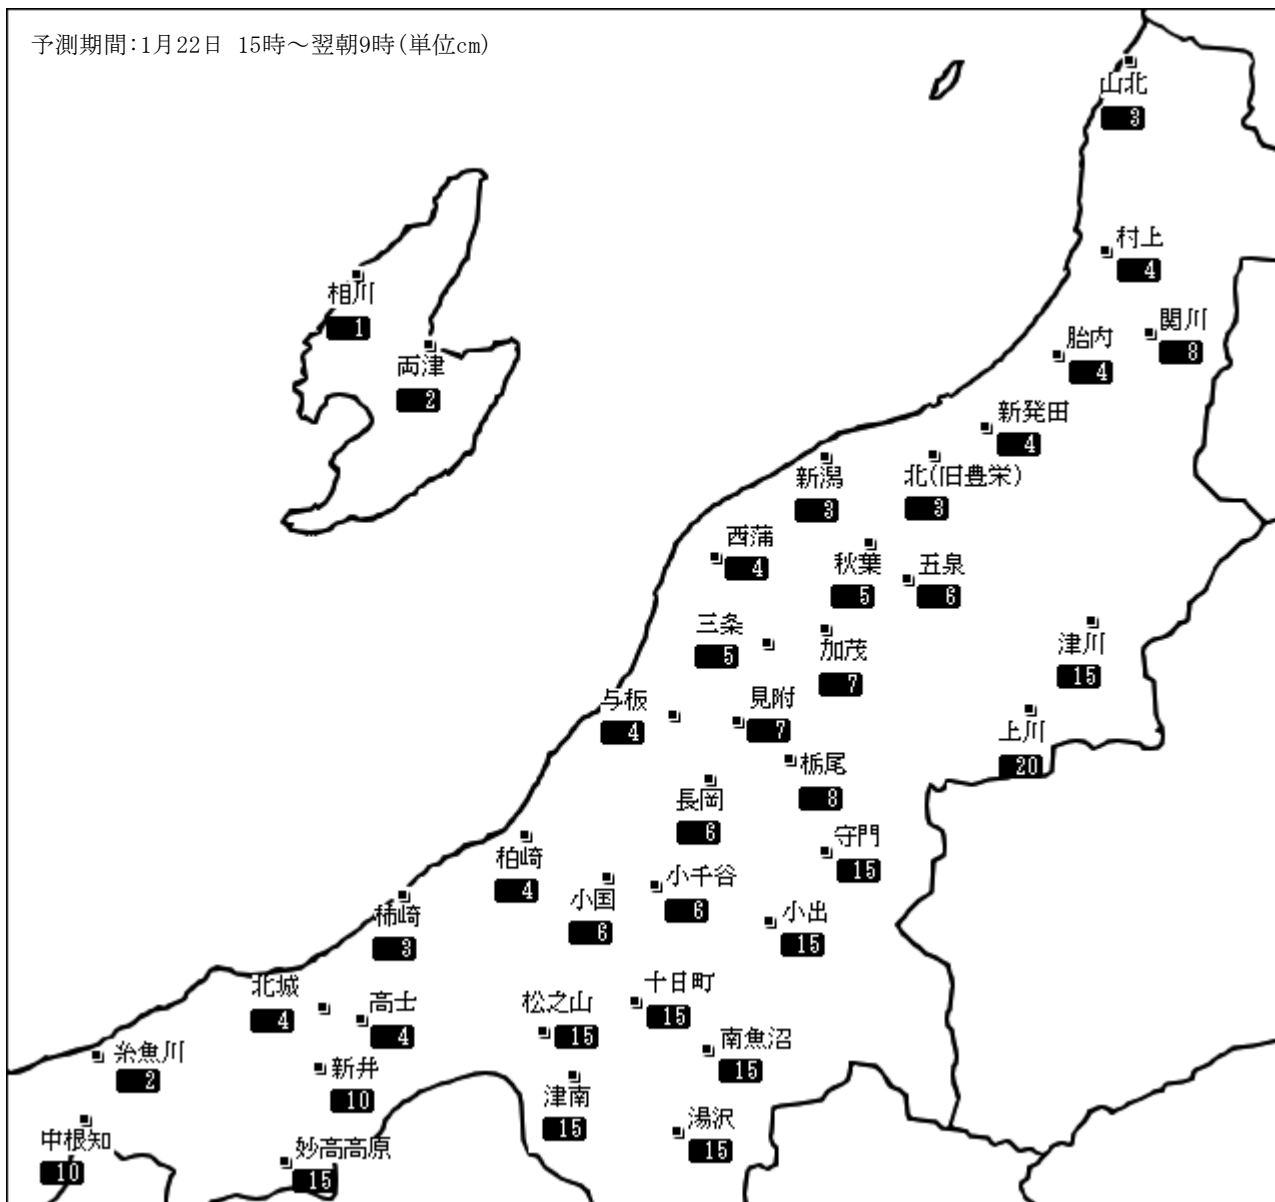 予測期間:1月22日 15時～翌朝9時(単位cm)
山北
3
村上
4
相川
1
関川
8
胎内
4
両津
2
新発田
4
新潟
3
北(旧豊栄)
3
西蒲
4
秋葉
5
五泉
6
三条
5
加茂
7
津川
15
与板
4
見附
7
上川
20
栃尾
8
長岡
6
守門
15
柏崎
4
小国
6
小千谷
6
小出
15
柿崎
3
北城
4
高士
4
松之山
15
十日町
15
南魚沼
15
糸魚川
2
新井
10
津南
15
湯沢
15
中根知
10
妙高高原
15